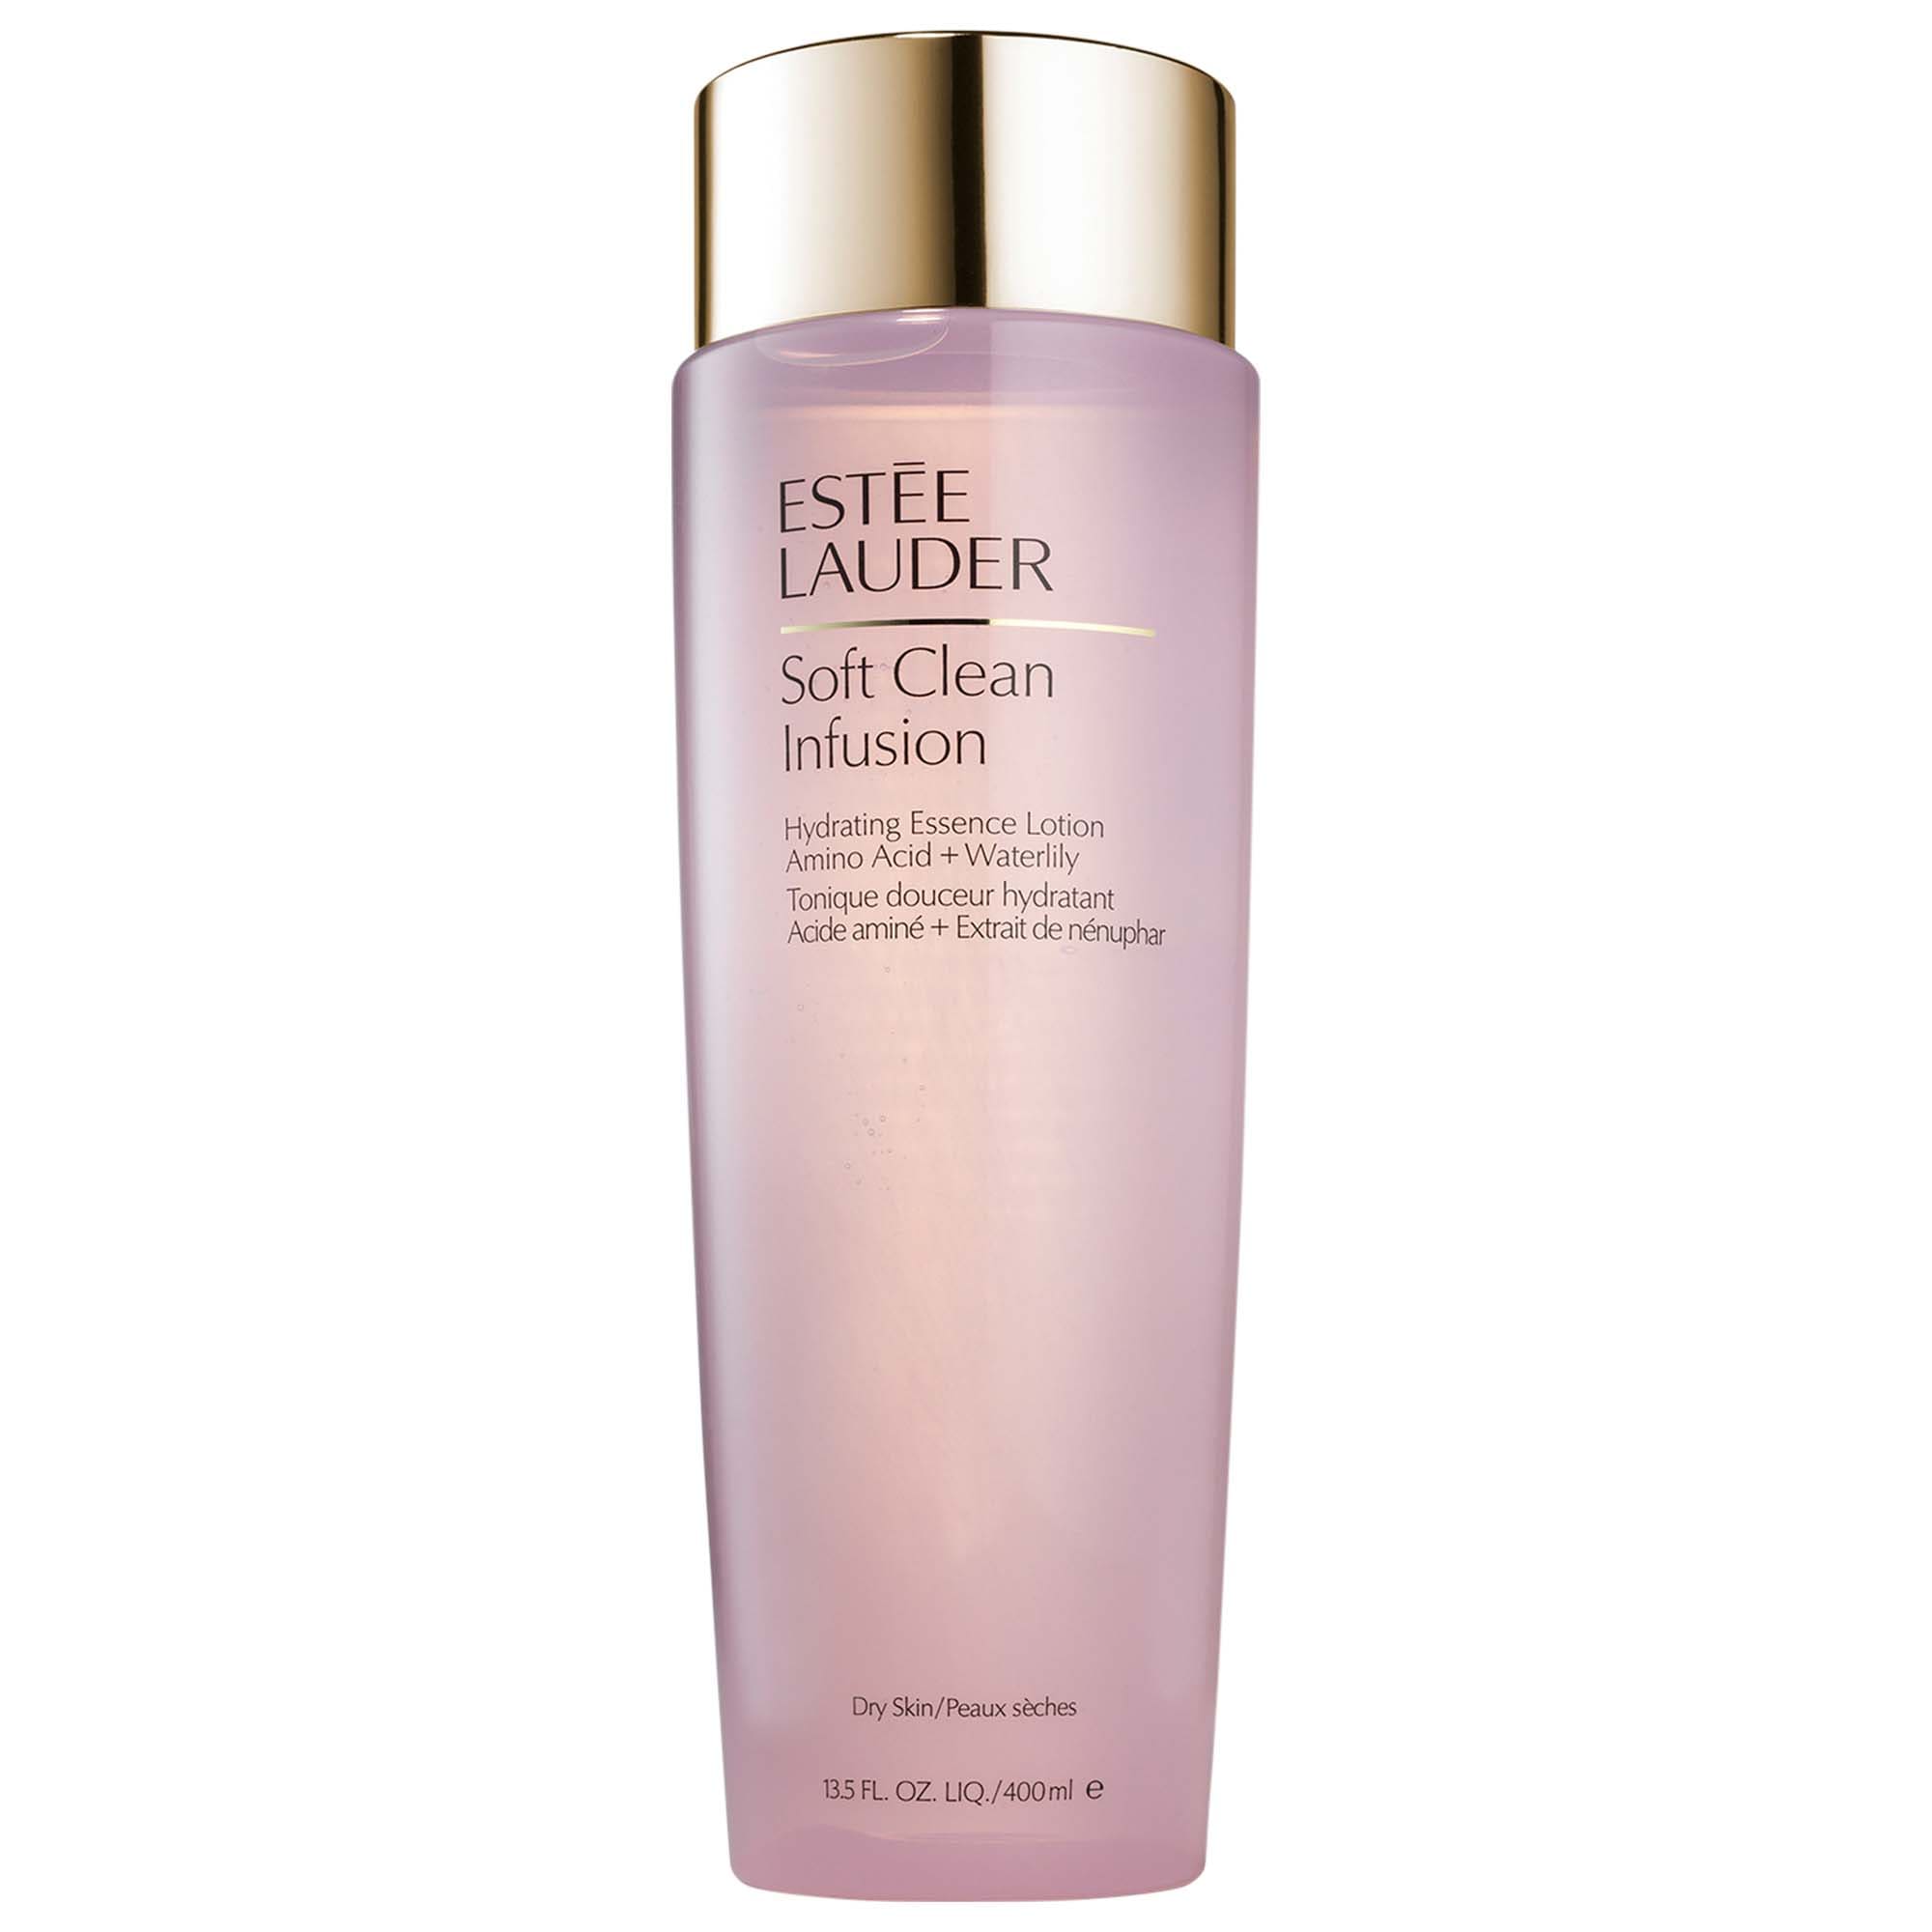 ESTĒE
LAUDER
Soft Clean
Infusion
Hydrating Essence Lotion
Amino Acid + Waterlily
Tonique douceur hydratant
Acide aminé + Extrait de nénuphar
Dry Skin/Peaux sèches
13.5 FL. OZ. LIQ./400ml ℮